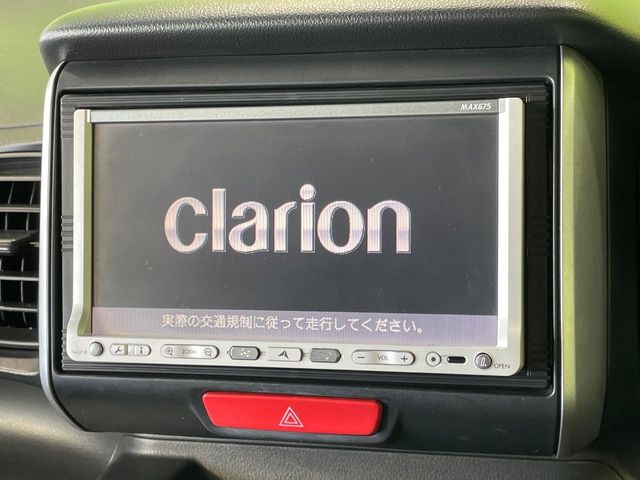 MAX675
clarion
実際の交通規制に従って走行してください。
NAVI/B ZOOM VOL OPEN